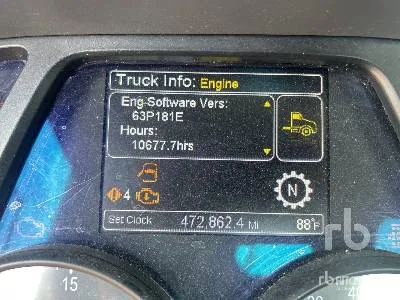 Truck Info: Engine
Eng Software Vers:
63P181E
Hours:
10677.7hrs
4
N
Set Clock 472,862.4 MI 88°F
rb
15